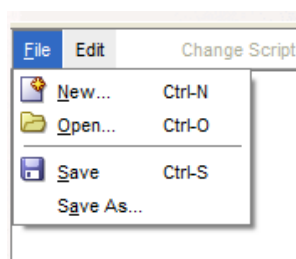 File Edit Change Script
New... Ctrl-N
Open... Ctrl-O
Save Ctrl-S
Save As...